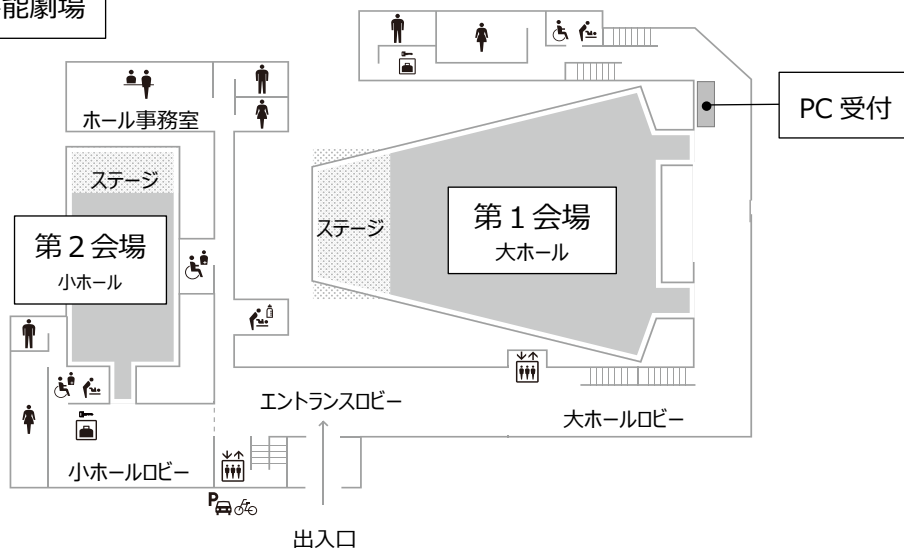 能劇場
ホール事務室
PC 受付
ステージ
第1会場
大ホール
ステージ
第2会場
小ホール
エントランスロビー
大ホールロビー
小ホールロビー
P
出入口